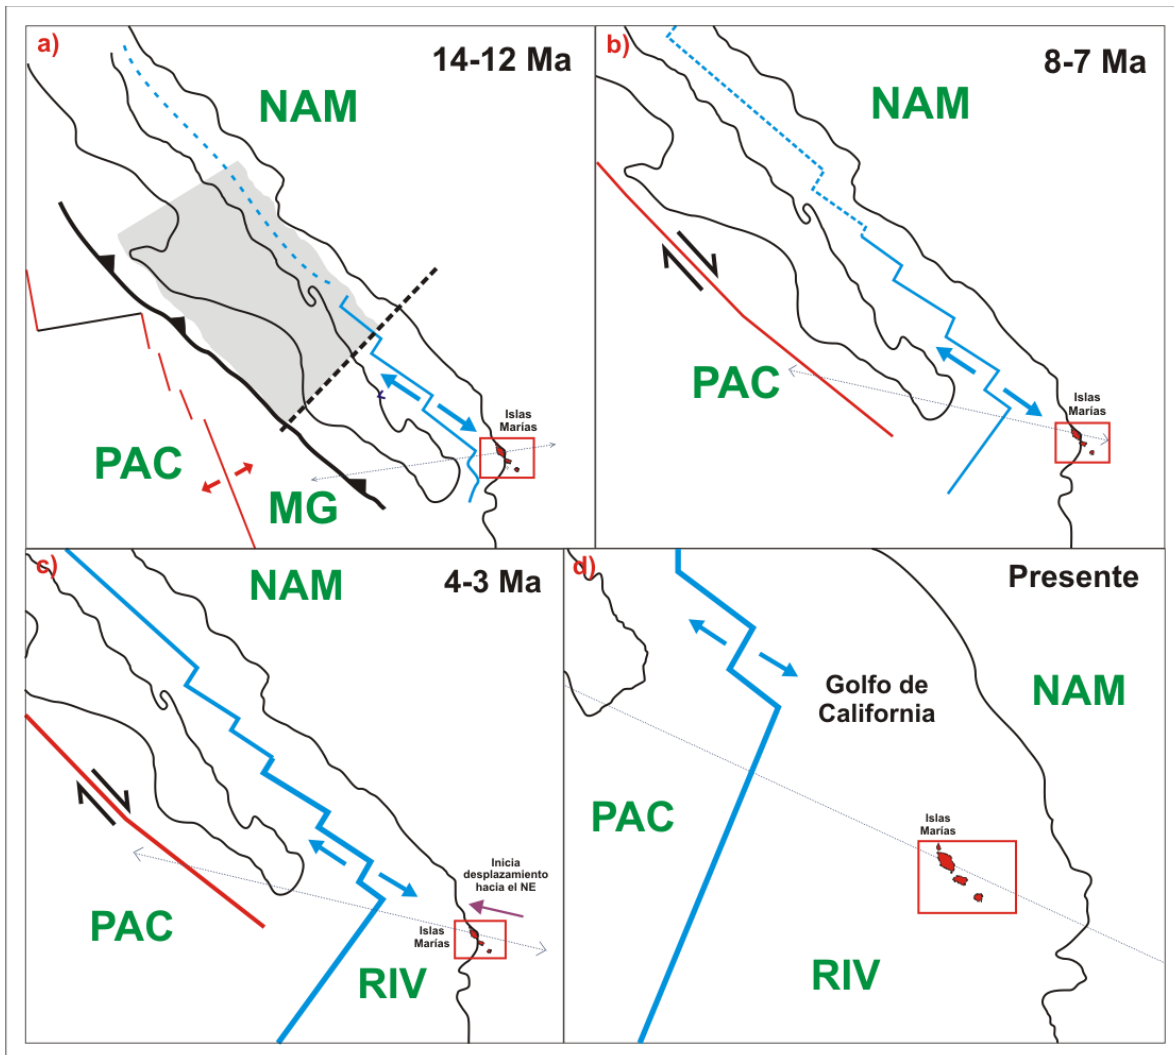 a)
14-12 Ma
NAM
Islas
Marías
PAC
MG
b)
8-7 Ma
NAM
PAC
Islas
Marías
c)
NAM
4-3 Ma
Inicia
desplazamiento
hacia el NE
Islas
Marías
PAC
RIV
d)
Presente
NAM
Golfo de
California
PAC
Islas
Marías
RIV